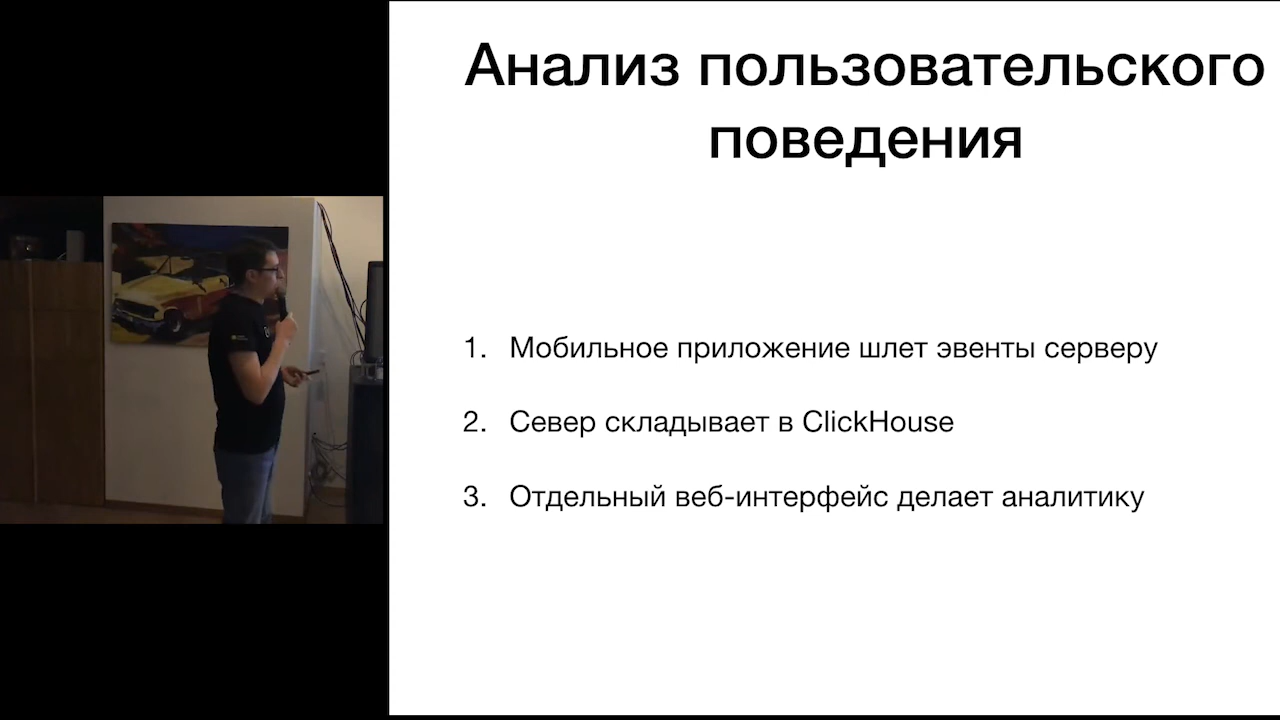 Анализ пользовательского
поведения
1. Мобильное приложение шлет эвенты серверу
2. Север складывает в ClickHouse
3. Отдельный веб-интерфейс делает аналитику